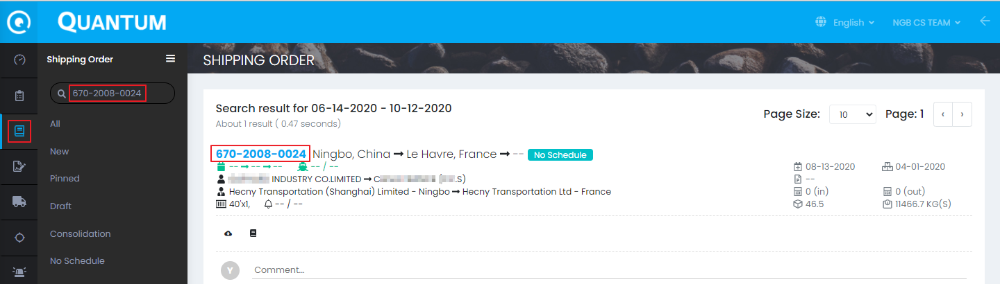 QUANTUM
English
NGB CS TEAM
Shipping Order
SHIPPING ORDER
670-2008-0024
All
New
Pinned
Draft
Consolidation
No Schedule
Search result for 06-14-2020 - 10-12-2020
About 1 result ( 0.47 seconds)
Page Size: 10 Page: 1 ‹ ›
670-2008-0024 Ningbo, China → Le Havre, France → -- No Schedule
-- → -- → -- -- / -- 08-13-2020 04-01-2020
INDUSTRY CO.LIMITED → .S) --
Hecny Transportation (Shanghai) Limited - Ningbo → Hecny Transportation Ltd - France 0 (in) 0 (out)
40'x1, -- / -- 46.5 11466.7 KG(S)
Y Comment...